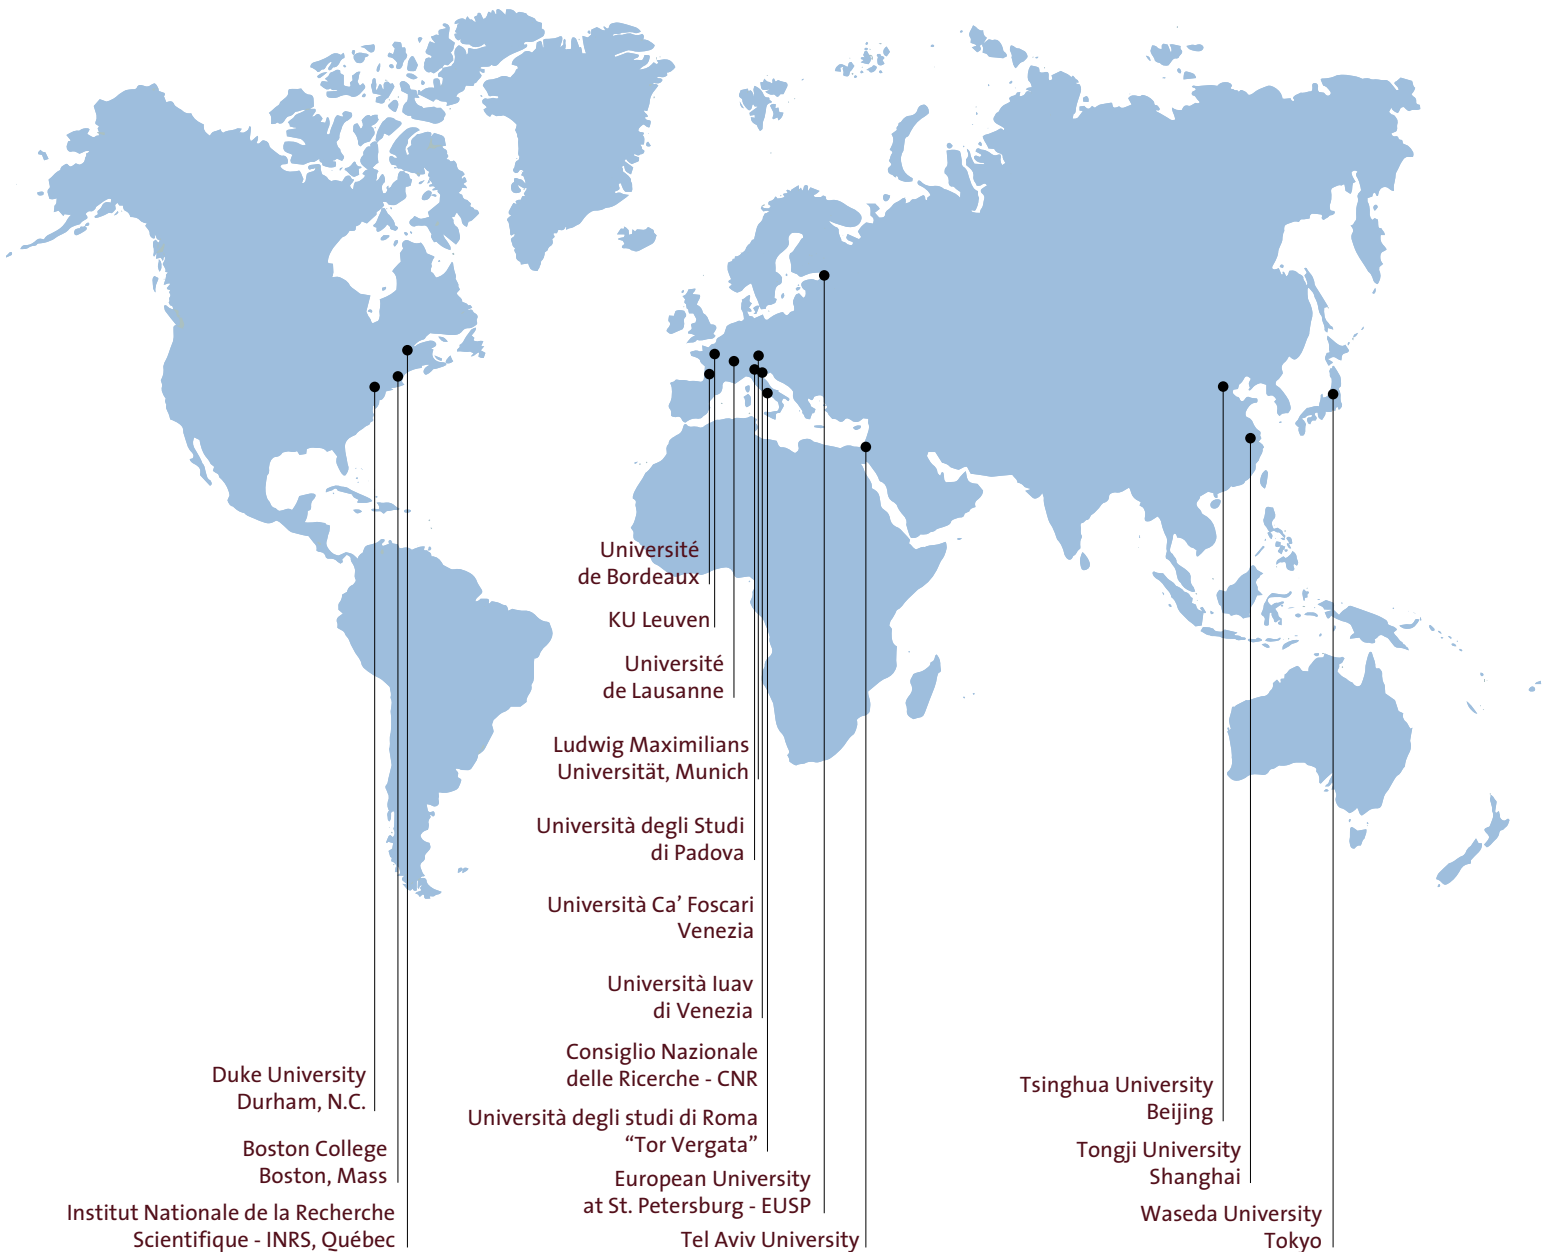 Université
de Bordeaux
KU Leuven
Université
de Lausanne
Ludwig Maximilians
Universität, Munich
Università degli Studi
di Padova
Università Ca’ Foscari
Venezia
Università Iuav
di Venezia
Consiglio Nazionale
delle Ricerche - CNR
Università degli studi di Roma
“Tor Vergata”
European University
at St. Petersburg - EUSP
Tel Aviv University
Duke University
Durham, N.C.
Boston College
Boston, Mass
Institut Nationale de la Recherche
Scientifique - INRS, Québec
Tsinghua University
Beijing
Tongji University
Shanghai
Waseda University
Tokyo